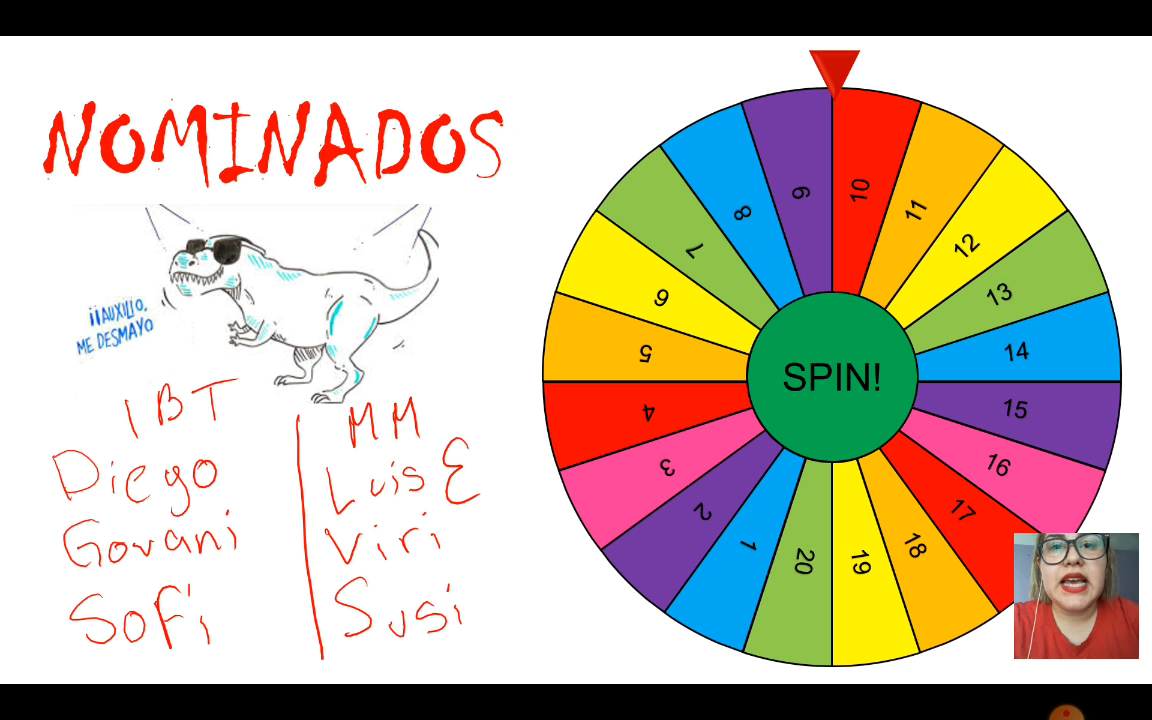 NOMINADOS
¡¡AUXILIO,
ME DESMAYO
IBT
Diego
Govani
Sofi
MM
Luis E
Viri
Susi
10
11
12
13
14
15
16
17
18
19
20
1
2
3
4
5
6
7
8
9
SPIN!